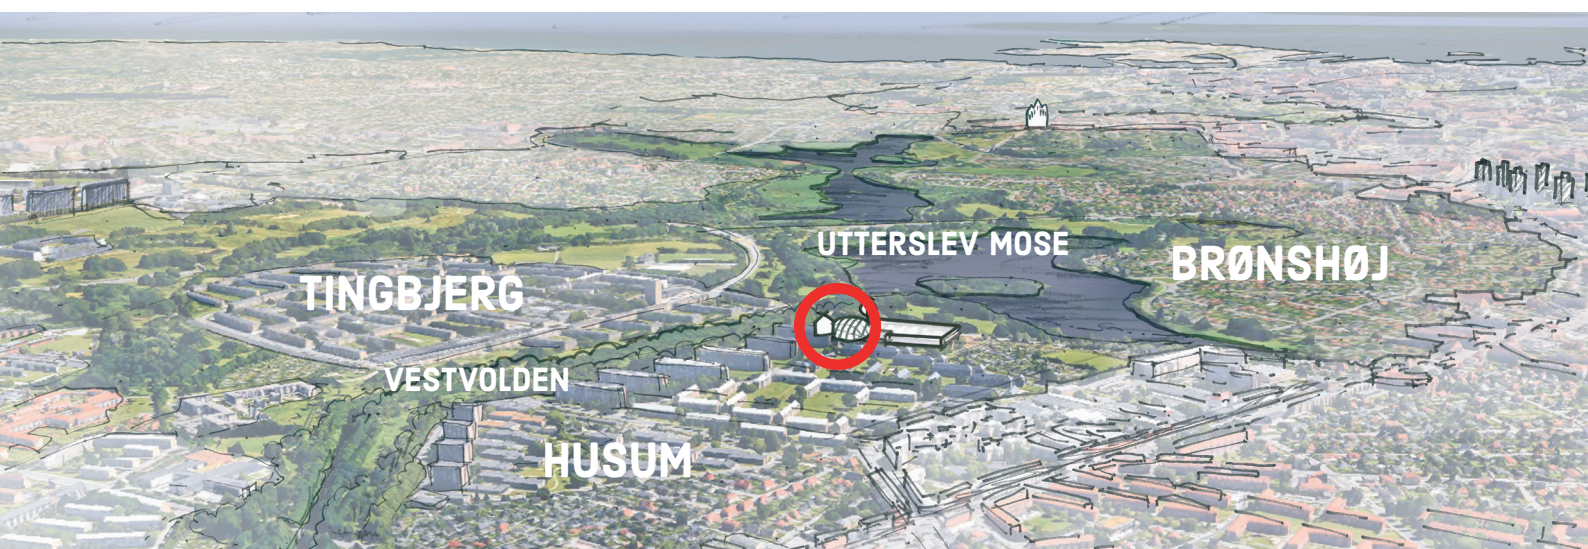 UTTERSLEV MOSE
BRØNSHØJ
TINGBJERG
VESTVOLDEN
HUSUM